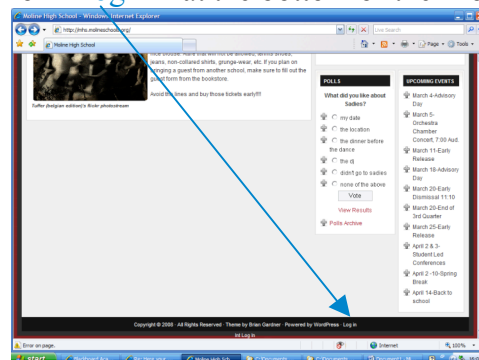 Moline High School - Windows Internet Explorer
http://mhs.molineschools.org/
Live Search
Moline High School
Page
Tools
jeans, non-collared shirts, grunge-wear, etc. If you plan on
bringing a guest from another school, make sure to fill out the
guest form from the bookstore.
Avoid the lines and buy those tickets early!!!!
Taffer (belgian edition)'s flickr photostream
POLLS
What did you like about
Sadies?
my date
the location
the dinner before
the dance
the dj
didn't go to sadies
none of the above
Vote
View Results
Polls Archive
UPCOMING EVENTS
March 4-Advisory
Day
March 5-
Orchestra
Chamber
Concert, 7:00 Aud.
March 11-Early
Release
March 18-Advisory
Day
March 20-Early
Dismissal 11:10
March 20-End of
3rd Quarter
March 25-Early
Release
April 2 & 3-
Student Led
Conferences
April 2 -10-Spring
Break
April 14-Back to
school
Copyright © 2008 · All Rights Reserved · Theme by Brian Gardner · Powered by WordPress · Log in
Int Log In
Error on page.
Internet
100%
start